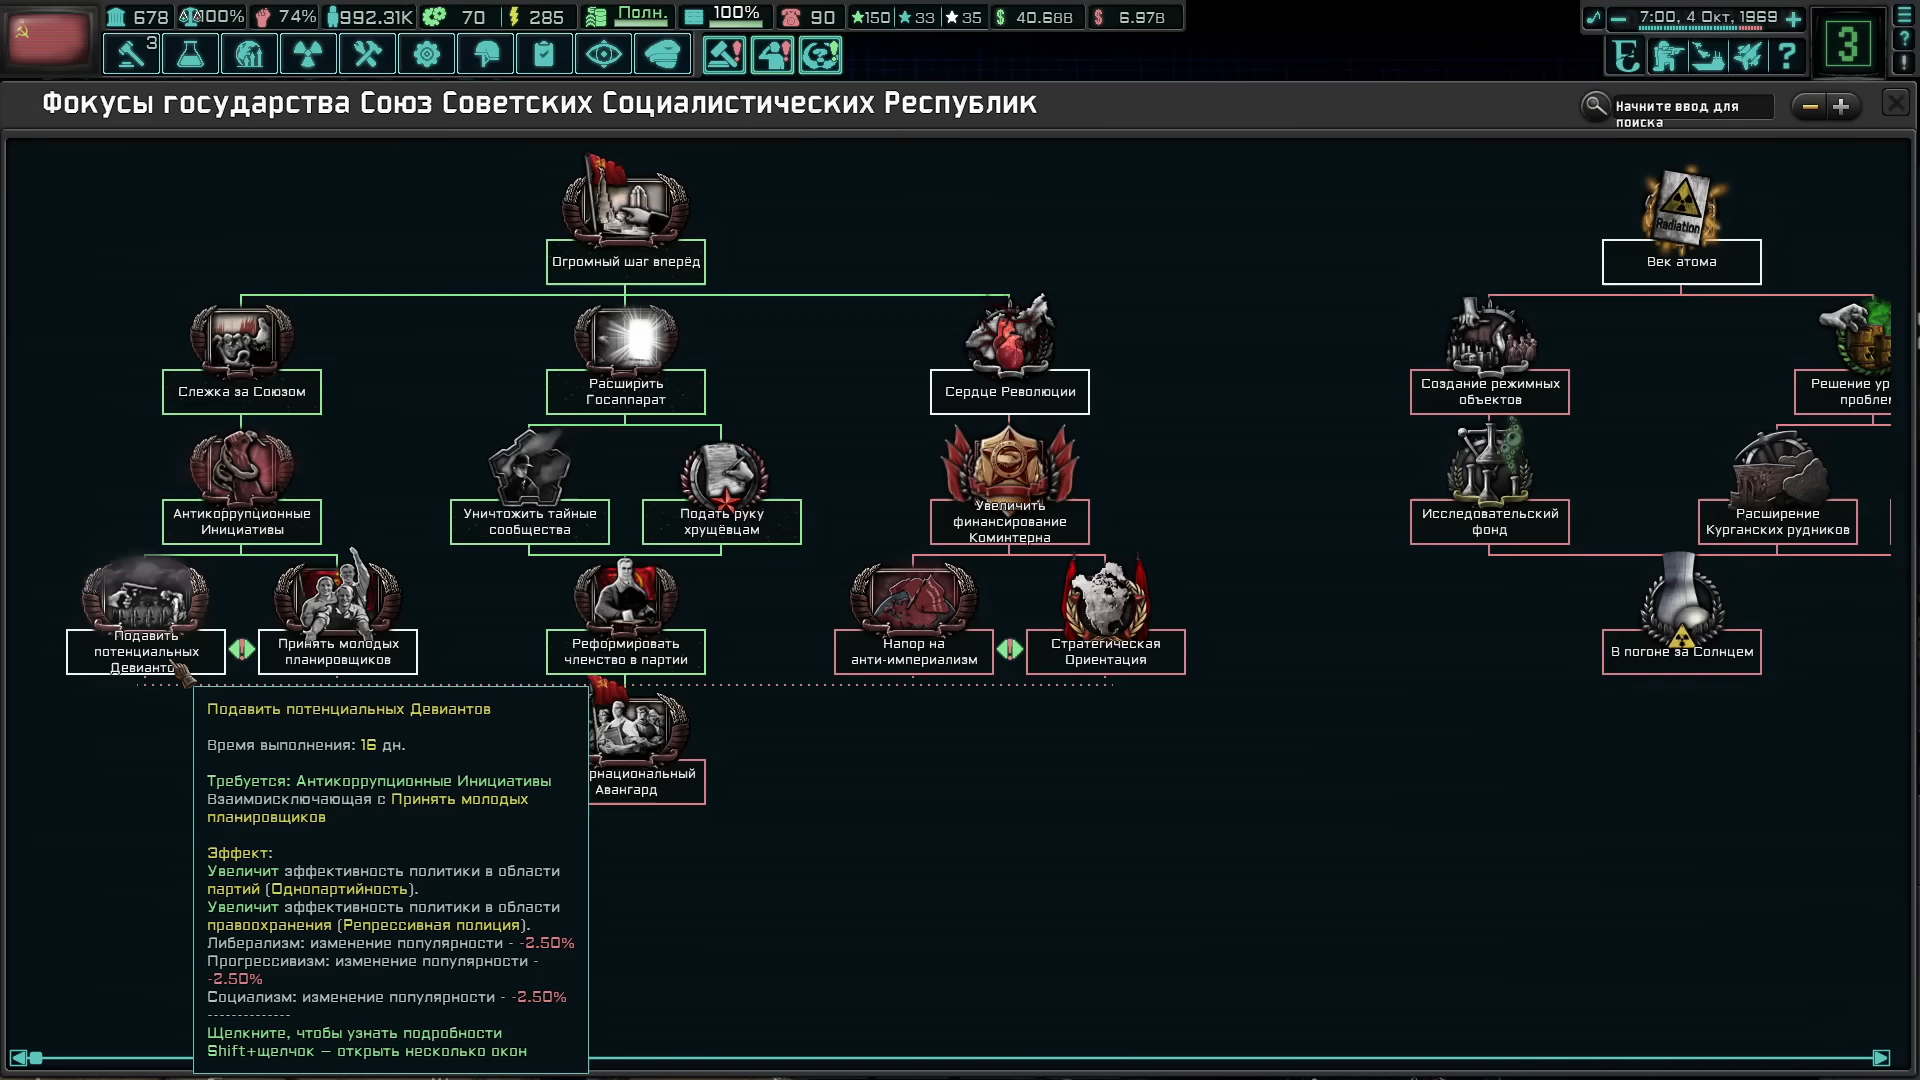 678
100%
74%
992.31K
70
285
Полн.
100%
90
150
33
35
$ 40.68B
$ 6.97B
7:00, 4 Окт, 1969
3
3
Фокусы государства Союз Советских Социалистических Республик
Начните ввод для
поиска
Огромный шаг вперёд
Radiation
Век атома
Слежка за Союзом
Расширить
Госаппарат
Сердце Революции
Создание режимных
объектов
Решение ур
проблем
Антикоррупционные
Инициативы
Уничтожить тайные
сообщества
Подать руку
хрущёвцам
Увеличить
финансирование
Коминтерна
Исследовательский
фонд
Расширение
Курганских рудников
Подавить
потенциальных
Девиантов
Принять молодых
планировщиков
Реформировать
членство в партии
Напор на
анти-империализм
Стратегическая
Ориентация
В погоне за Солнцем
рнациональный
Авангард
Подавить потенциальных Девиантов
Время выполнения: 16 дн.
Требуется: Антикоррупционные Инициативы
Взаимоисключающая с Принять молодых
планировщиков
Эффект:
Увеличит эффективность политики в области
партий (Однопартийность).
Увеличит эффективность политики в области
правоохранения (Репрессивная полиция).
Либерализм: изменение популярности - -2.50%
Прогрессивизм: изменение популярности -
-2.50%
Социализм: изменение популярности - -2.50%
--------------
Щелкните, чтобы узнать подробности
Shift+щелчок — открыть несколько окон